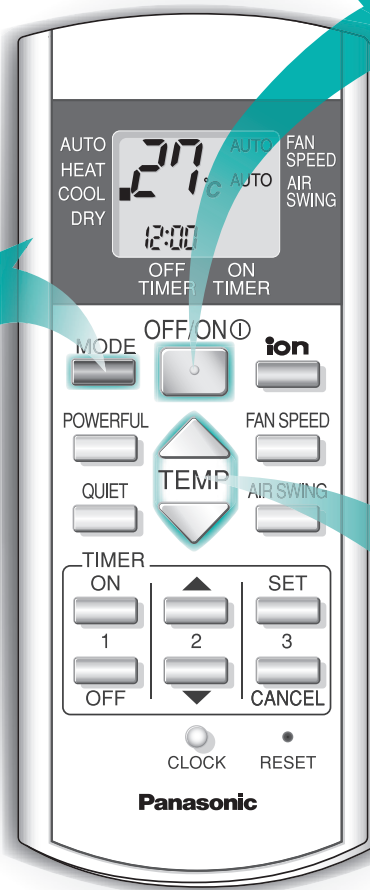 AUTO
HEAT
COOL
DRY
27°C
AUTO
AUTO
FAN
SPEED
AIR
SWING
12:00
OFF
TIMER
ON
TIMER
MODE
OFF/ON
ion
POWERFUL
FAN SPEED
QUIET
TEMP
AIR SWING
TIMER
ON
SET
1
2
3
OFF
CANCEL
CLOCK
RESET
Panasonic